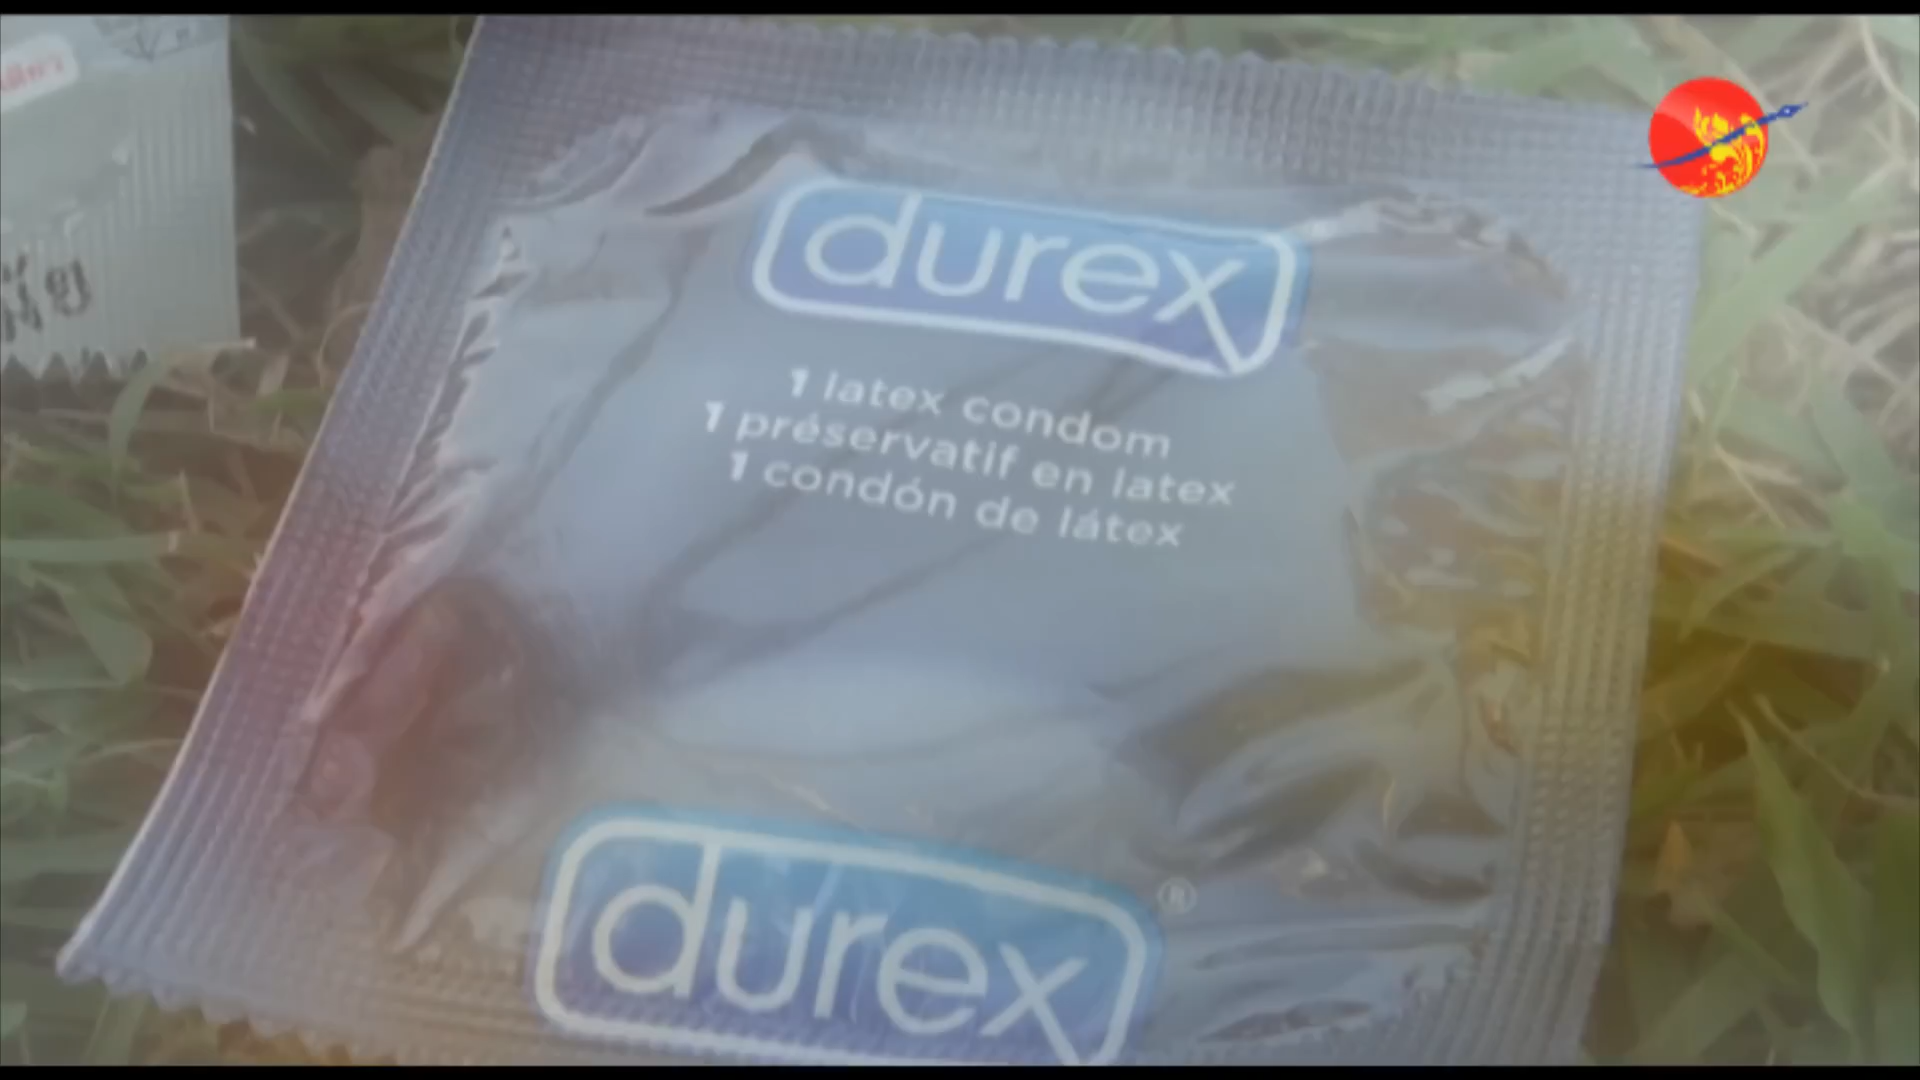 durex
1 latex condom
1 préservatif en latex
1 condón de látex
durex®